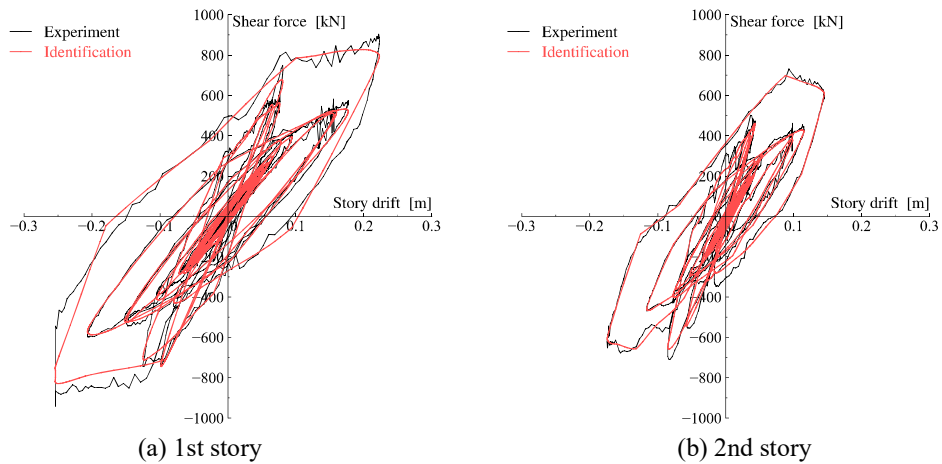 1000
Shear force [kN]
Experiment
Identification
800
600
400
200
Story drift [m]
−0.3 −0.2 −0.1 0 0.1 0.2 0.3
−200
−400
−600
−800
−1000
(a) 1st story
1000
Shear force [kN]
Experiment
Identification
800
600
400
200
Story drift [m]
−0.3 −0.2 −0.1 0 0.1 0.2 0.3
−200
−400
−600
−800
−1000
(b) 2nd story